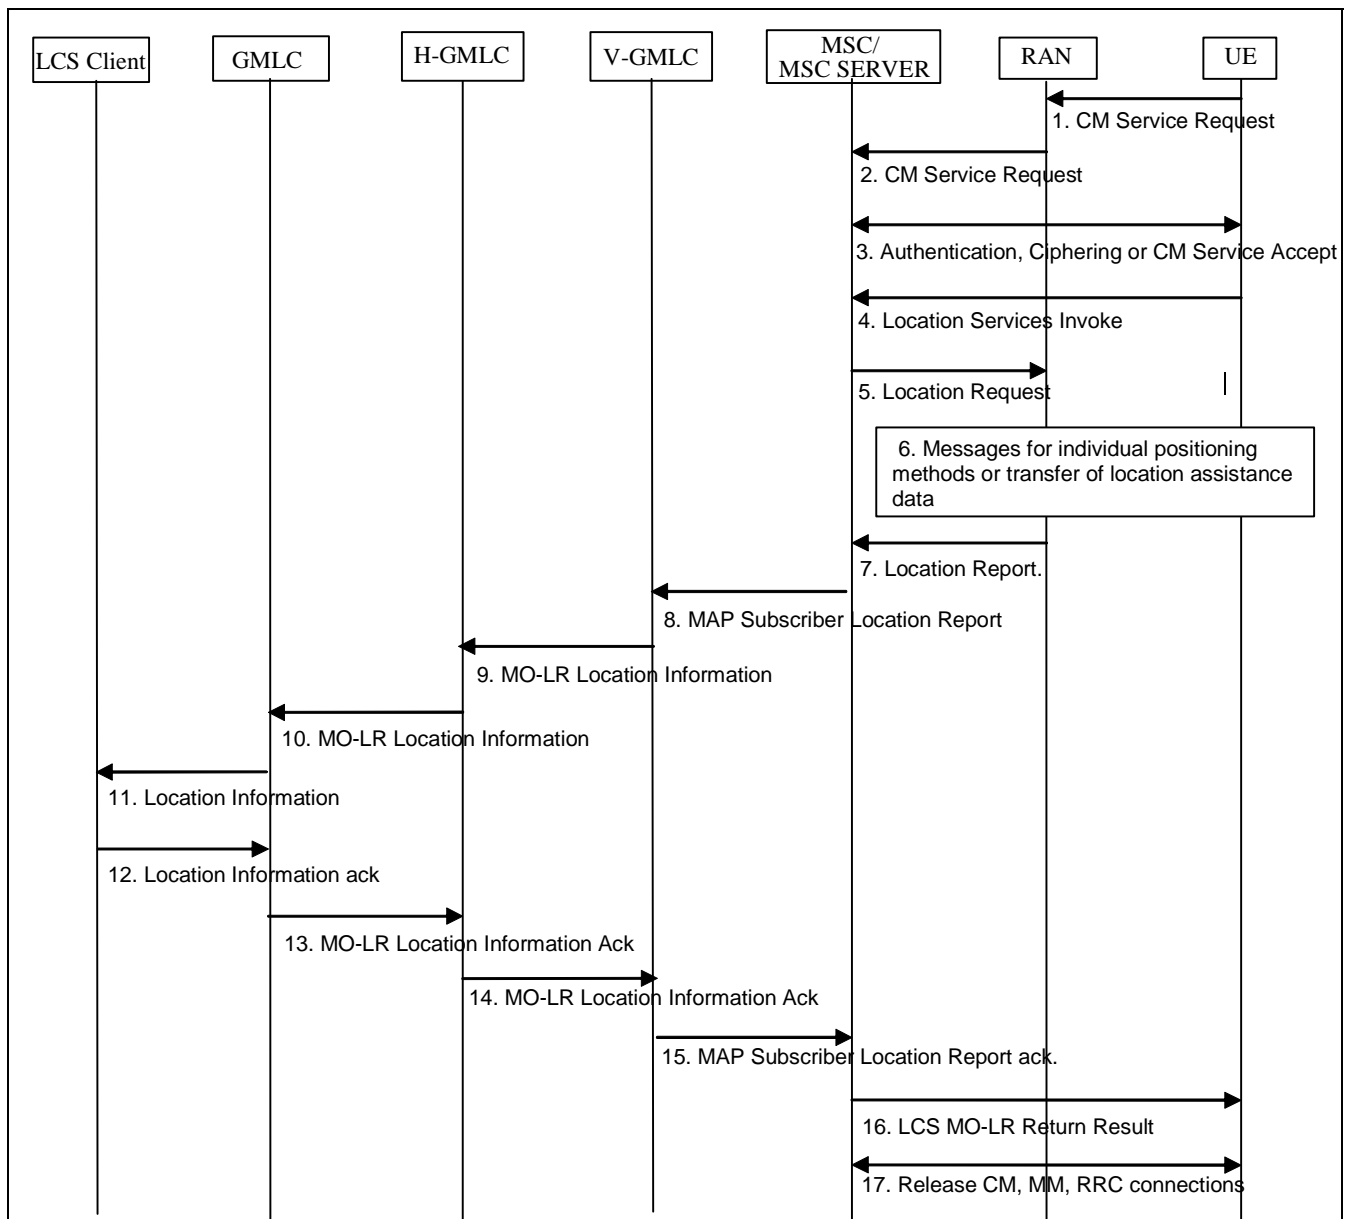 LCS Client
GMLC
H-GMLC
V-GMLC
MSC/
MSC SERVER
RAN
UE
1. CM Service Request
2. CM Service Request
3. Authentication, Ciphering or CM Service Accept
4. Location Services Invoke
5. Location Request
6. Messages for individual positioning
methods or transfer of location assistance
data
7. Location Report.
8. MAP Subscriber Location Report
9. MO-LR Location Information
10. MO-LR Location Information
11. Location Information
12. Location Information ack
13. MO-LR Location Information Ack
14. MO-LR Location Information Ack
15. MAP Subscriber Location Report ack.
16. LCS MO-LR Return Result
17. Release CM, MM, RRC connections